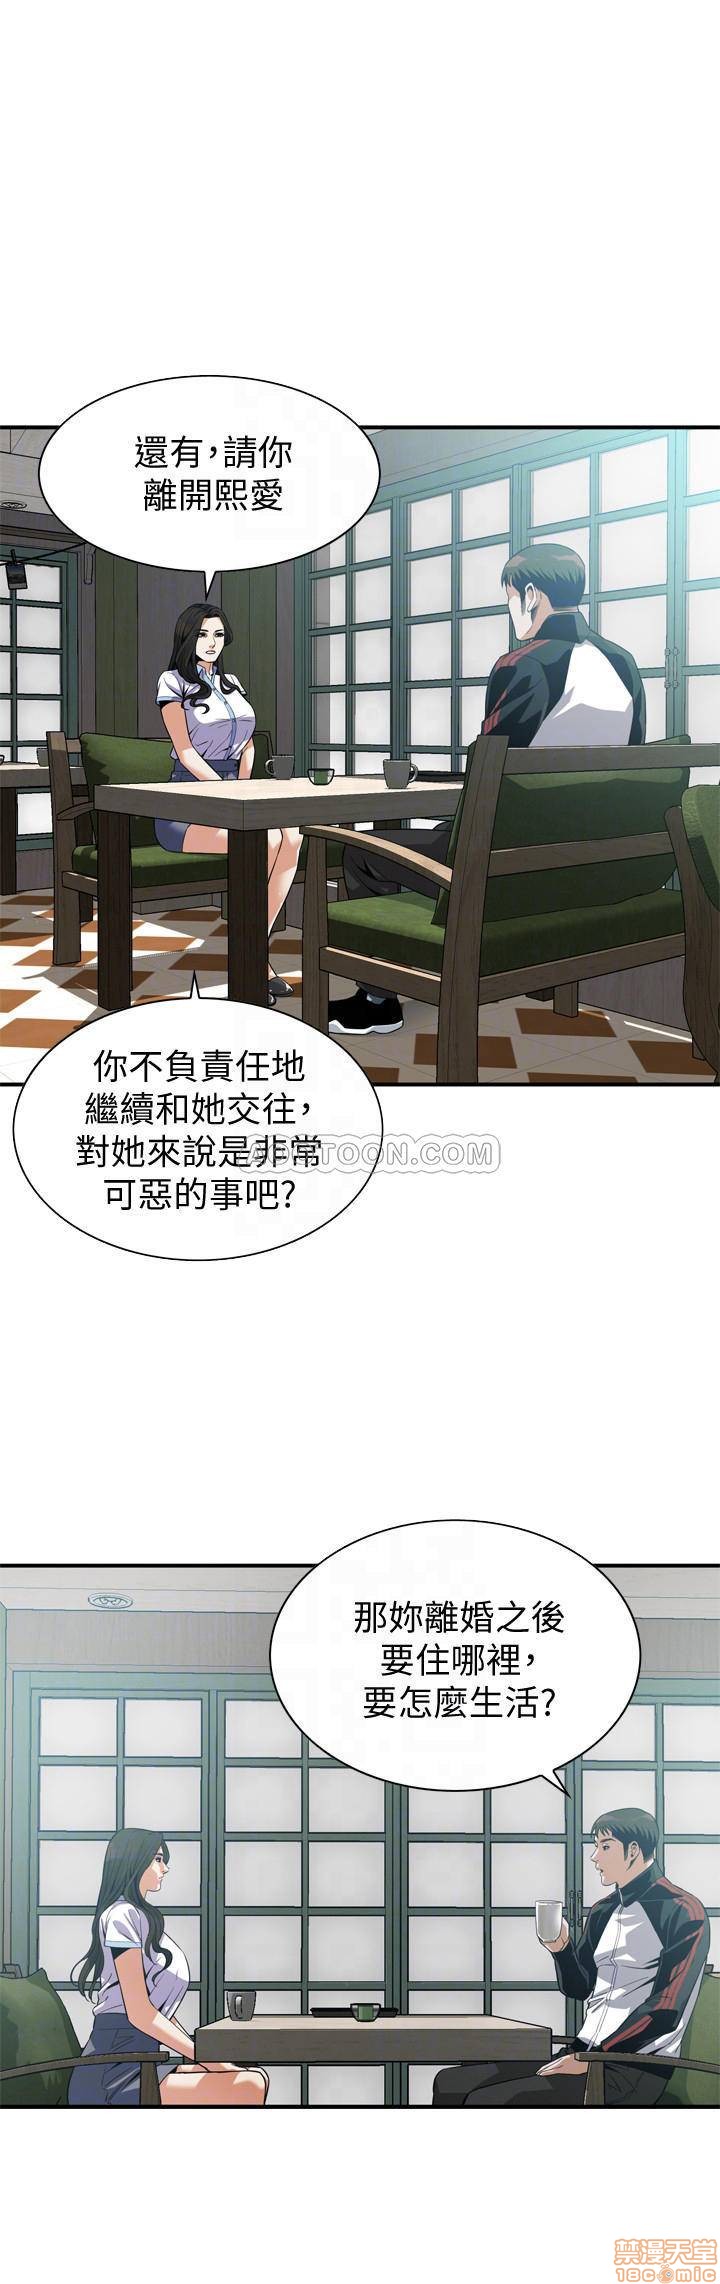 還有,請你
離開熙愛
你不負責任地
繼續和她交往,
對她來說是非常
可惡的事吧?
那妳離婚之後
要住哪裡,
要怎麼生活?
禁漫天堂
18comic